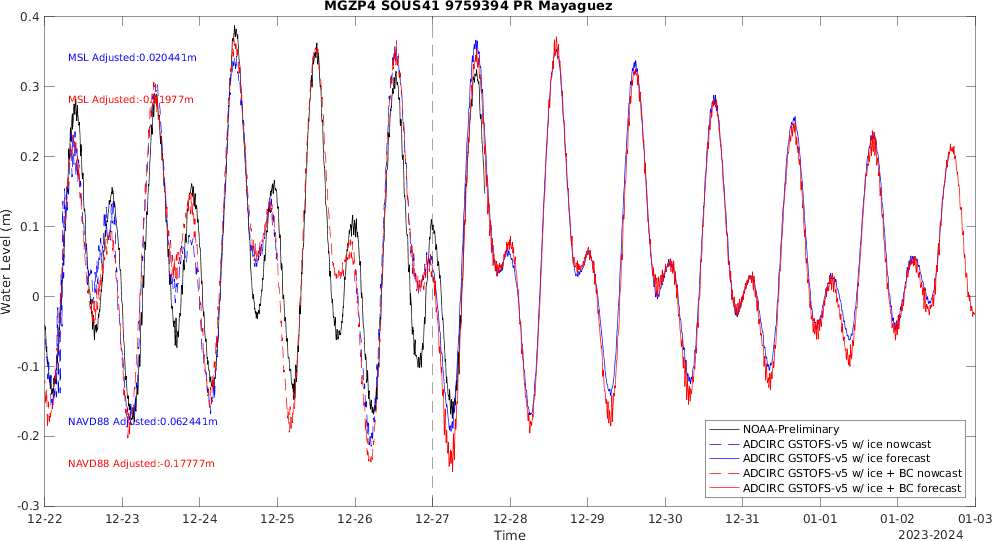 MGZP4 SOUS41 9759394 PR Mayaguez
Water Level (m)
0.4
0.3
0.2
0.1
0
-0.1
-0.2
-0.3
MSL Adjusted:0.020441m
MSL Adjusted:-0.11977m
NAVD88 Adjusted:0.062441m
NAVD88 Adjusted:-0.17777m
NOAA-Preliminary
ADCIRC GSTOFS-v5 w/ ice nowcast
ADCIRC GSTOFS-v5 w/ ice forecast
ADCIRC GSTOFS-v5 w/ ice + BC nowcast
ADCIRC GSTOFS-v5 w/ ice + BC forecast
12-22 12-23 12-24 12-25 12-26 12-27 12-28 12-29 12-30 12-31 01-01 01-02 01-03
Time
2023-2024